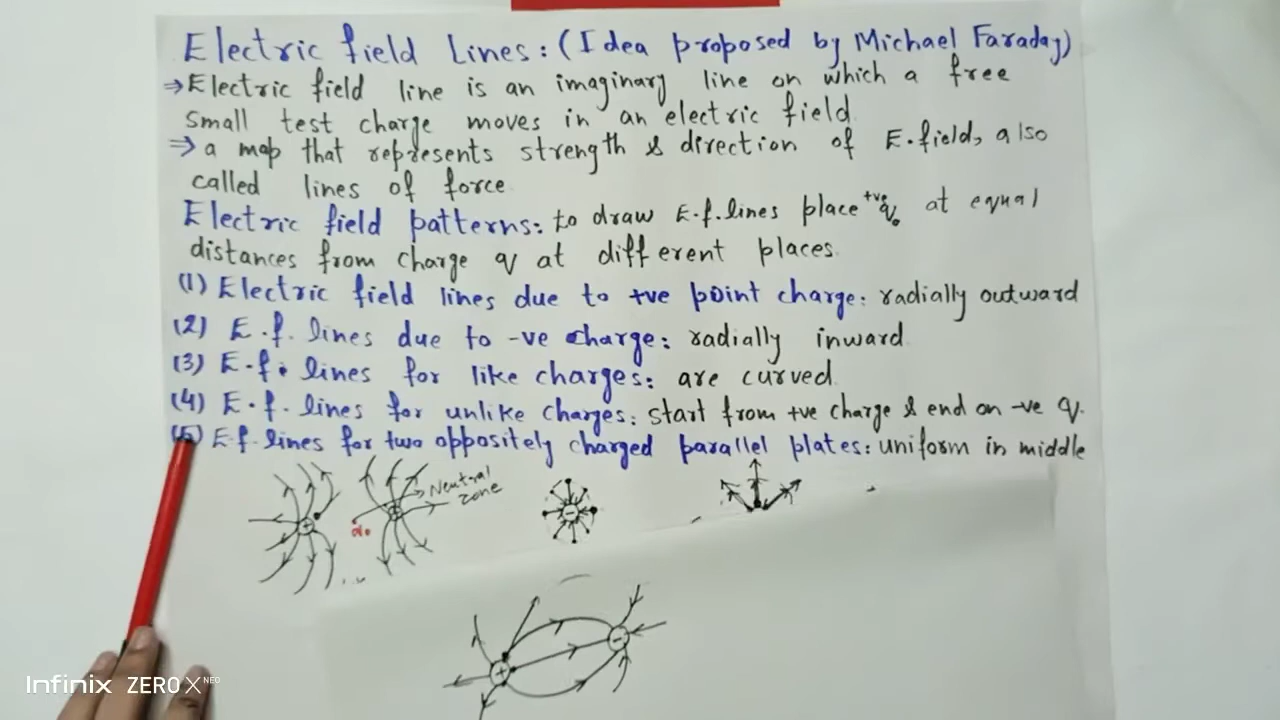 Electric field Lines: (Idea proposed by Michael Faraday)
⇒ Electric field line is an imaginary line on which a free
small test charge moves in an electric field.
⇒ a map that represents strength & direction of E.field, also
called lines of force
Electric field patterns: to draw E.f.lines place +ve q₀ at equal
distances from charge q at different places.
(1) Electric field lines due to +ve point charge: radially outward
(2) E.f. lines due to -ve charge: radially inward.
(3) E.f. lines for like charges: are curved.
(4) E.f. lines for unlike charges: start from +ve charge & end on -ve q.
(5) E.f lines for two oppositely charged parallel plates: uniform in middle
Neutral
zone
+
+
-
+
-
Infinix ZERO X NEO